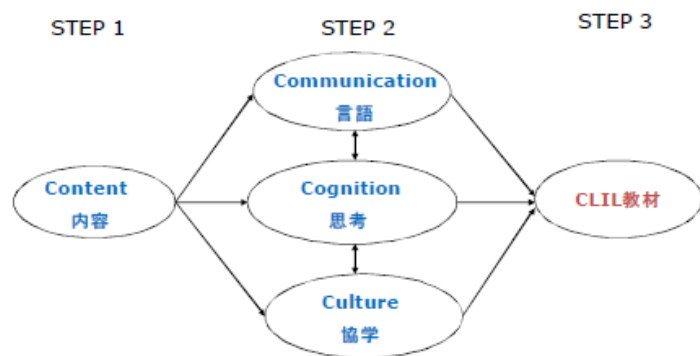 STEP 1
STEP 2
STEP 3
Communication
言語
Content
内容
Cognition
思考
CLIL教材
Culture
協学